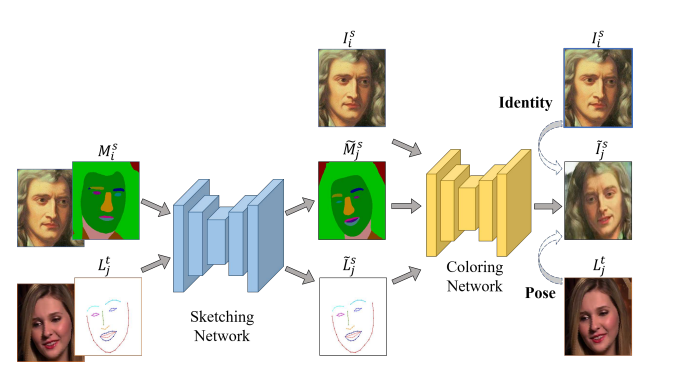 I_i^s
I_i^s
Identity
M_i^s
M̃_j^s
Ĩ_j^s
L_j^t
L̃_j^s
L_j^t
Coloring
Network
Pose
Sketching
Network